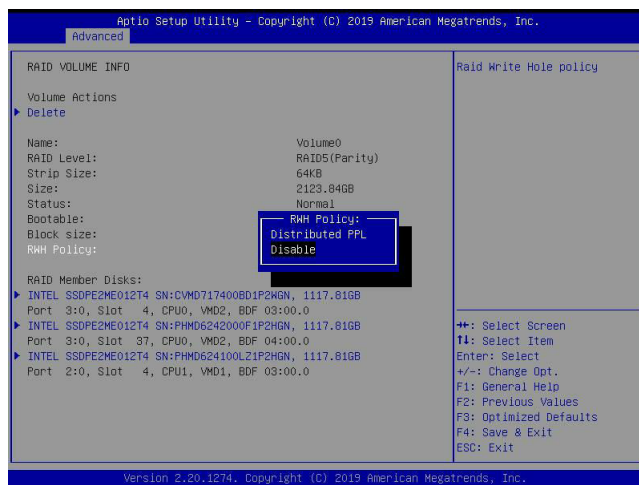 Aptio Setup Utility – Copyright (C) 2019 American Megatrends, Inc.
Advanced
RAID VOLUME INFO
Raid Write Hole policy
Volume Actions
Delete
Name: Volume0
RAID Level: RAID5(Parity)
Strip Size: 64KB
Size: 2123.84GB
Status: Normal
Bootable:
Block size:
RWH Policy:
RWH Policy:
Distributed PPL
Disable
RAID Member Disks:
INTEL SSDPE2ME012T4 SN:CVMD717400BD1P2WGN, 1117.81GB
Port 3:0, Slot 4, CPU0, VMD2, BDF 03:00.0
INTEL SSDPE2ME012T4 SN:PHMD6242000F1P2HGN, 1117.81GB
Port 3:0, Slot 37, CPU0, VMD2, BDF 04:00.0
INTEL SSDPE2ME012T4 SN:PHMD624100LZ1P2HGN, 1117.81GB
Port 2:0, Slot 4, CPU1, VMD1, BDF 03:00.0
→←: Select Screen
↑↓: Select Item
Enter: Select
+/-: Change Opt.
F1: General Help
F2: Previous Values
F3: Optimized Defaults
F4: Save & Exit
ESC: Exit
Version 2.20.1274. Copyright (C) 2019 American Megatrends, Inc.